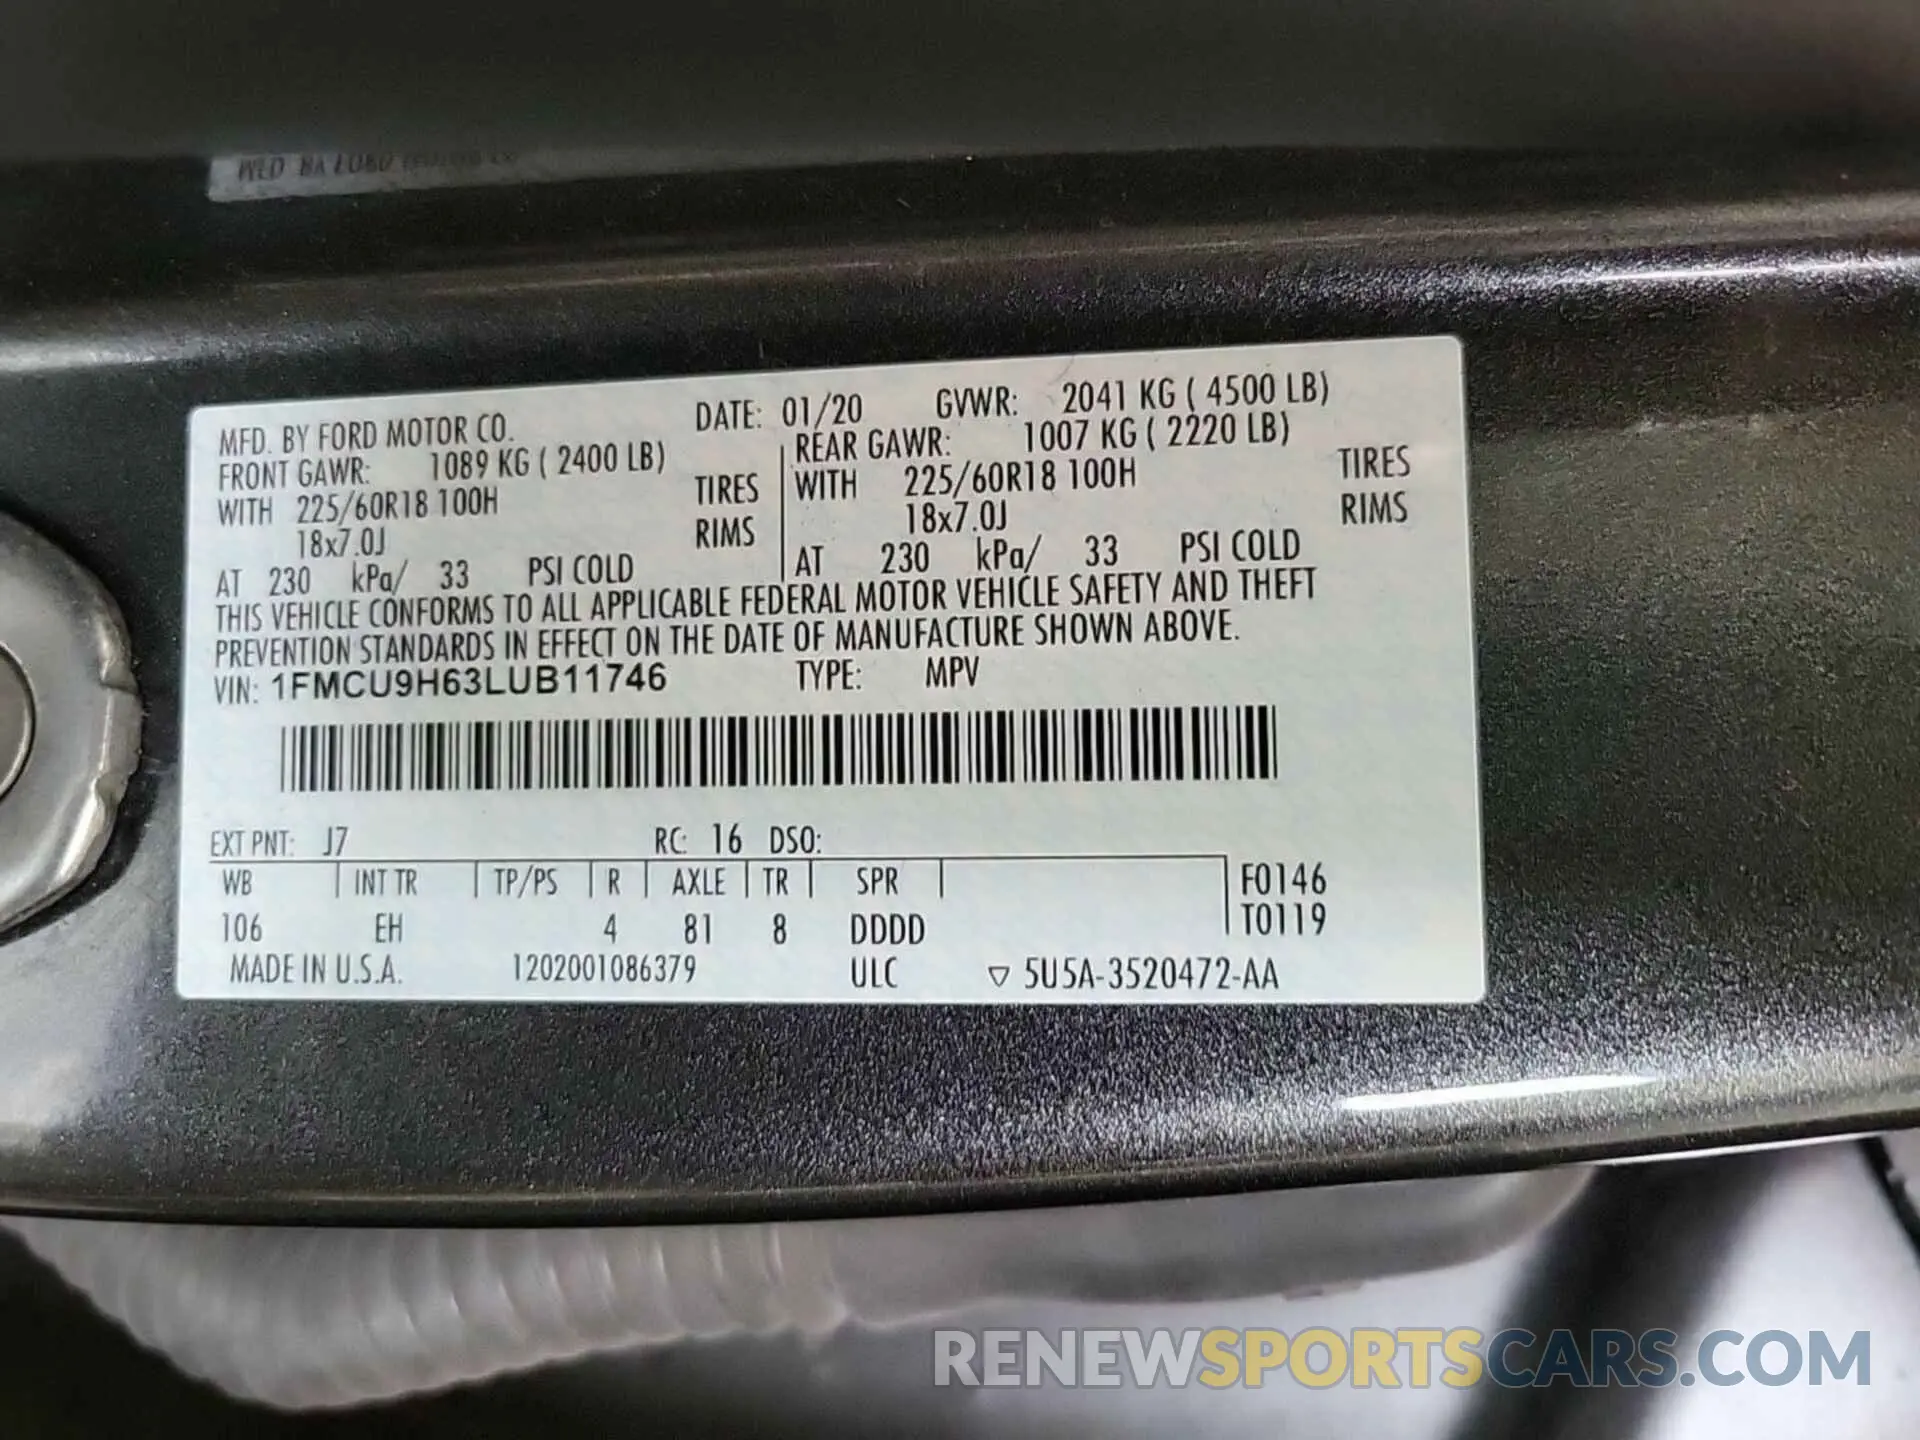 MFD. BY FORD MOTOR CO. DATE: 01/20 GVWR: 2041 KG ( 4500 LB)
FRONT GAWR: 1089 KG ( 2400 LB) REAR GAWR: 1007 KG ( 2220 LB)
WITH 225/60R18 100H TIRES WITH 225/60R18 100H TIRES
18x7.0J RIMS 18x7.0J RIMS
AT 230 kPa/ 33 PSI COLD AT 230 kPa/ 33 PSI COLD
THIS VEHICLE CONFORMS TO ALL APPLICABLE FEDERAL MOTOR VEHICLE SAFETY AND THEFT
PREVENTION STANDARDS IN EFFECT ON THE DATE OF MANUFACTURE SHOWN ABOVE.
VIN: 1FMCU9H63LUB11746 TYPE: MPV
EXT PNT: J7 RC: 16 DSO:
WB INT TR TP/PS R AXLE TR SPR F0146
106 EH 4 81 8 DDDD T0119
MADE IN U.S.A. 1202001086379 ULC ▽ 5U5A-3520472-AA
RENEWSPORTSCARS.COM